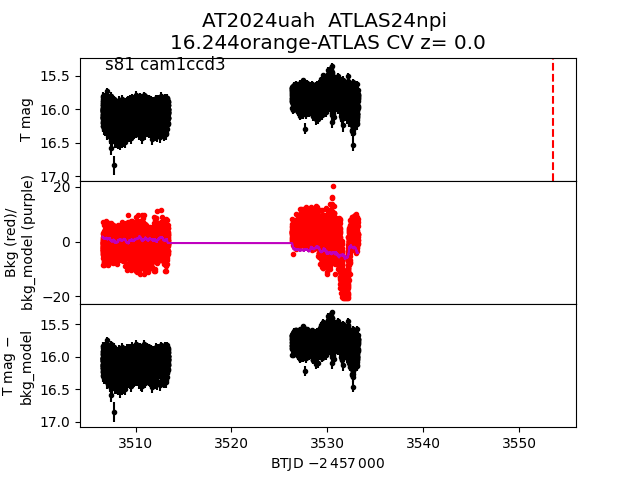 AT2024uah  ATLAS24npi
16.244orange-ATLAS CV z= 0.0
s81 cam1ccd3
T mag
15.5
16.0
16.5
17.0
Bkg (red)/
bkg_model (purple)
20
0
−20
T mag −
bkg_model
15.5
16.0
16.5
17.0
3510
3520
3530
3540
3550
BTJD −2 457 000